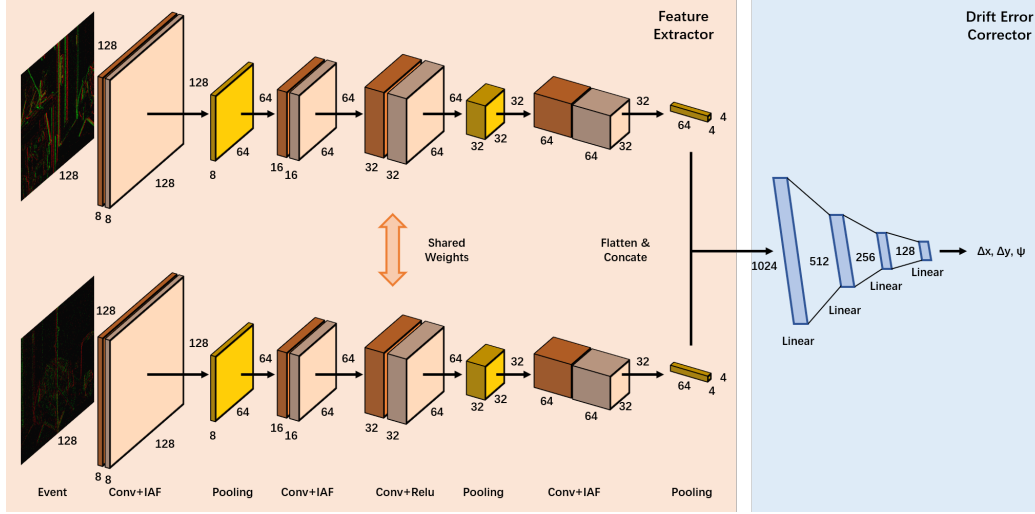 Feature
Extractor
Drift Error
Corrector
128
128
128
128
8 8
64
64
8
64
64
16 16
64
64
32 32
32
32
32
32
32
64
64
4
4
64
Shared
Weights
Flatten &
Concate
1024
512
256
128
Δx, Δy, ψ
Linear
Linear
Linear
Linear
128
128
128
128
8 8
64
64
8
64
64
16 16
64
64
32 32
32
32
32
32
32
64
64
4
4
64
Event
Conv+IAF
Pooling
Conv+IAF
Conv+Relu
Pooling
Conv+IAF
Pooling